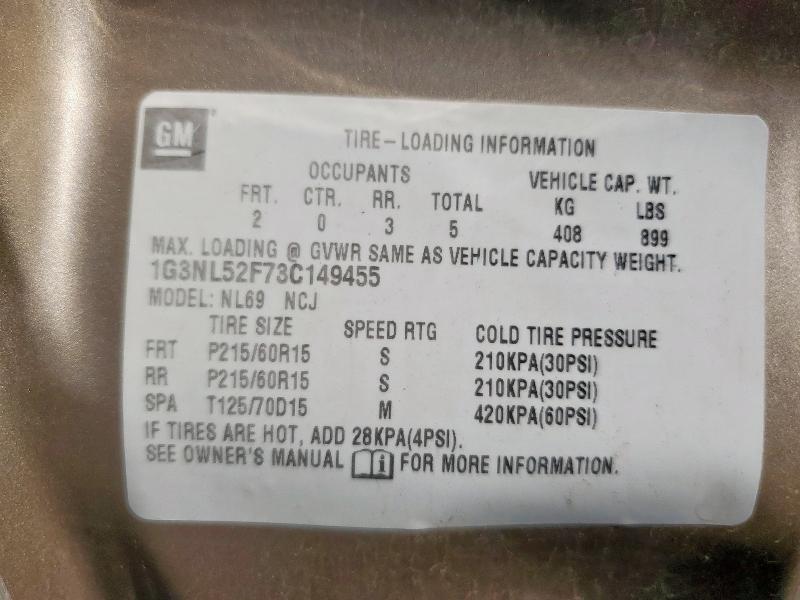 GM
TIRE-LOADING INFORMATION
OCCUPANTS VEHICLE CAP. WT.
FRT. CTR. RR. TOTAL KG LBS
2 0 3 5 408 899
MAX. LOADING @ GVWR SAME AS VEHICLE CAPACITY WEIGHT.
1G3NL52F73C149455
MODEL: NL69 NCJ
TIRE SIZE SPEED RTG COLD TIRE PRESSURE
FRT P215/60R15 S 210KPA(30PSI)
RR P215/60R15 S 210KPA(30PSI)
SPA T125/70D15 M 420KPA(60PSI)
IF TIRES ARE HOT, ADD 28KPA(4PSI).
SEE OWNER'S MANUAL i FOR MORE INFORMATION.